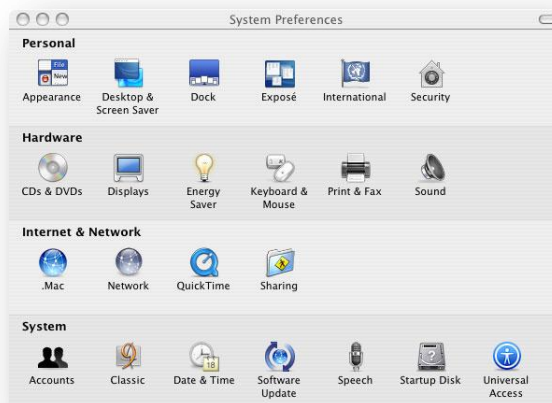 System Preferences
Personal
File
New
Appearance
Desktop &
Screen Saver
Dock
Exposé
International
Security
Hardware
CDs & DVDs
Displays
Energy
Saver
Keyboard &
Mouse
Print & Fax
Sound
Internet & Network
.Mac
Network
QuickTime
Sharing
System
9
18
?
Accounts
Classic
Date & Time
Software
Update
Speech
Startup Disk
Universal
Access